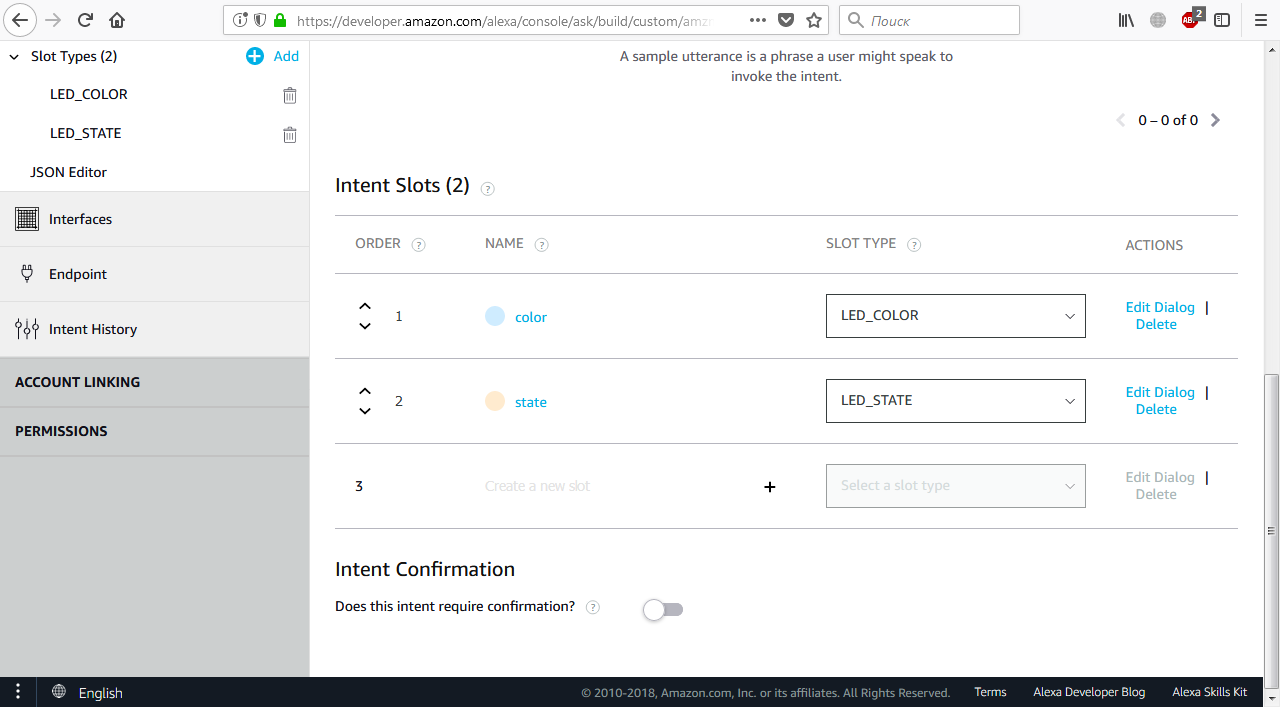 https://developer.amazon.com/alexa/console/ask/build/custom/amz
Поиск
ABP
2
Slot Types (2)
Add
LED_COLOR
LED_STATE
JSON Editor
Interfaces
Endpoint
Intent History
ACCOUNT LINKING
PERMISSIONS
A sample utterance is a phrase a user might speak to
invoke the intent.
0 – 0 of 0
Intent Slots (2) ?
ORDER ? NAME ? SLOT TYPE ? ACTIONS
1 color LED_COLOR Edit Dialog |
Delete
2 state LED_STATE Edit Dialog |
Delete
3 Create a new slot + Select a slot type Edit Dialog |
Delete
Intent Confirmation
Does this intent require confirmation? ?
English
© 2010-2018, Amazon.com, Inc. or its affiliates. All Rights Reserved. Terms Alexa Developer Blog Alexa Skills Kit